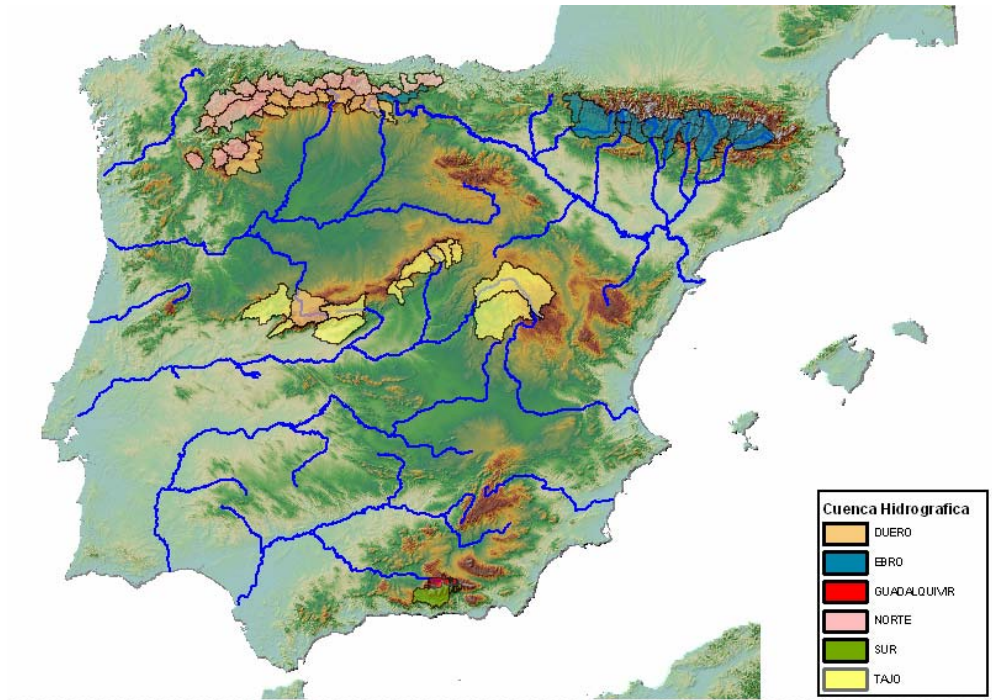 Cuenca Hidrografica
DUERO
EBRO
GUADALQUIVIR
NORTE
SUR
TAJO